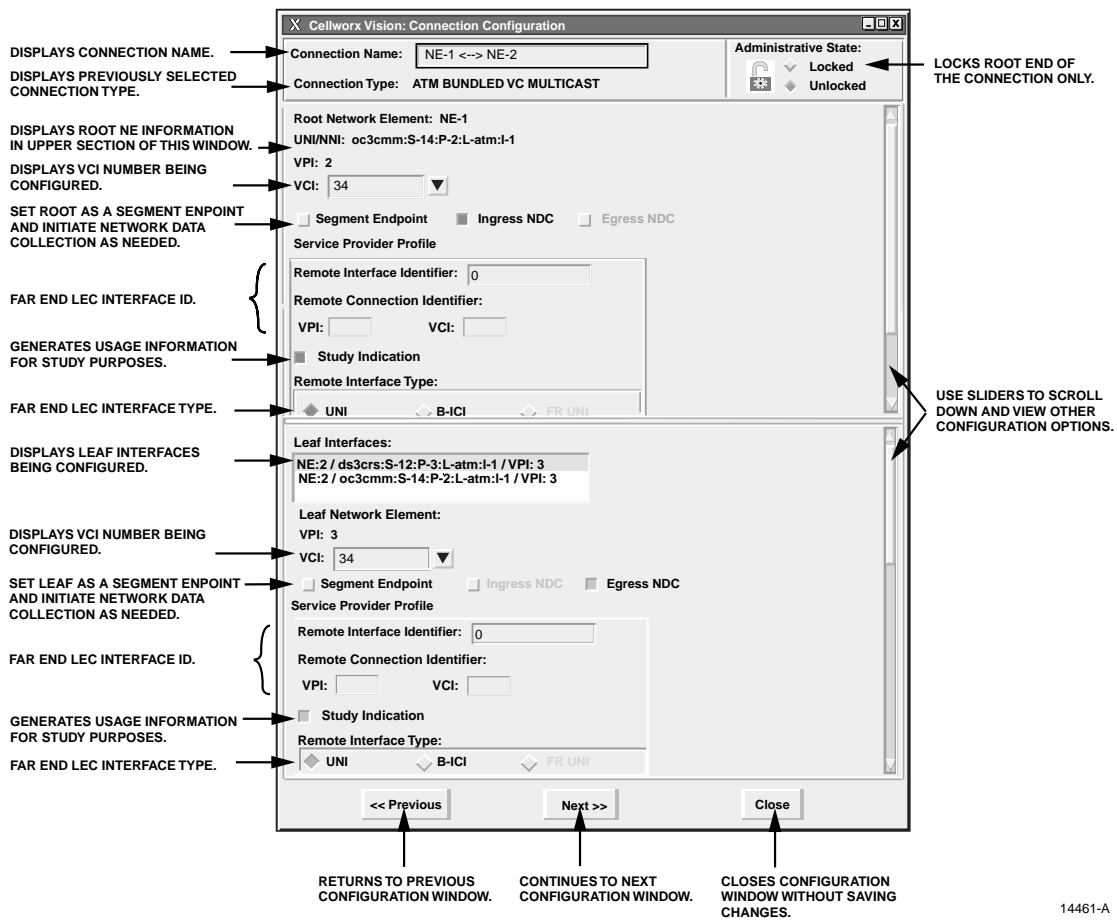 X Cellworx Vision: Connection Configuration
DISPLAYS CONNECTION NAME.
Connection Name: NE-1 <--> NE-2
Administrative State:
Locked
Unlocked
LOCKS ROOT END OF
THE CONNECTION ONLY.
DISPLAYS PREVIOUSLY SELECTED
CONNECTION TYPE.
Connection Type: ATM BUNDLED VC MULTICAST
DISPLAYS ROOT NE INFORMATION
IN UPPER SECTION OF THIS WINDOW.
Root Network Element: NE-1
UNI/NNI: oc3cmm:S-14:P-2:L-atm:I-1
VPI: 2
DISPLAYS VCI NUMBER BEING
CONFIGURED.
VCI: 34
SET ROOT AS A SEGMENT ENPOINT
AND INITIATE NETWORK DATA
COLLECTION AS NEEDED.
Segment Endpoint Ingress NDC Egress NDC
Service Provider Profile
FAR END LEC INTERFACE ID.
Remote Interface Identifier: 0
Remote Connection Identifier:
VPI: VCI:
GENERATES USAGE INFORMATION
FOR STUDY PURPOSES.
Study Indication
Remote Interface Type:
FAR END LEC INTERFACE TYPE.
UNI B-ICI FR UNI
USE SLIDERS TO SCROLL
DOWN AND VIEW OTHER
CONFIGURATION OPTIONS.
DISPLAYS LEAF INTERFACES
BEING CONFIGURED.
Leaf Interfaces:
NE:2 / ds3crs:S-12:P-3:L-atm:I-1 / VPI: 3
NE:2 / oc3cmm:S-14:P-2:L-atm:I-1 / VPI: 3
Leaf Network Element:
VPI: 3
DISPLAYS VCI NUMBER BEING
CONFIGURED.
VCI: 34
SET LEAF AS A SEGMENT ENPOINT
AND INITIATE NETWORK DATA
COLLECTION AS NEEDED.
Segment Endpoint Ingress NDC Egress NDC
Service Provider Profile
FAR END LEC INTERFACE ID.
Remote Interface Identifier: 0
Remote Connection Identifier:
VPI: VCI:
GENERATES USAGE INFORMATION
FOR STUDY PURPOSES.
Study Indication
Remote Interface Type:
FAR END LEC INTERFACE TYPE.
UNI B-ICI FR UNI
<< Previous Next >> Close
RETURNS TO PREVIOUS
CONFIGURATION WINDOW.
CONTINUES TO NEXT
CONFIGURATION WINDOW.
CLOSES CONFIGURATION
WINDOW WITHOUT SAVING
CHANGES.
14461-A